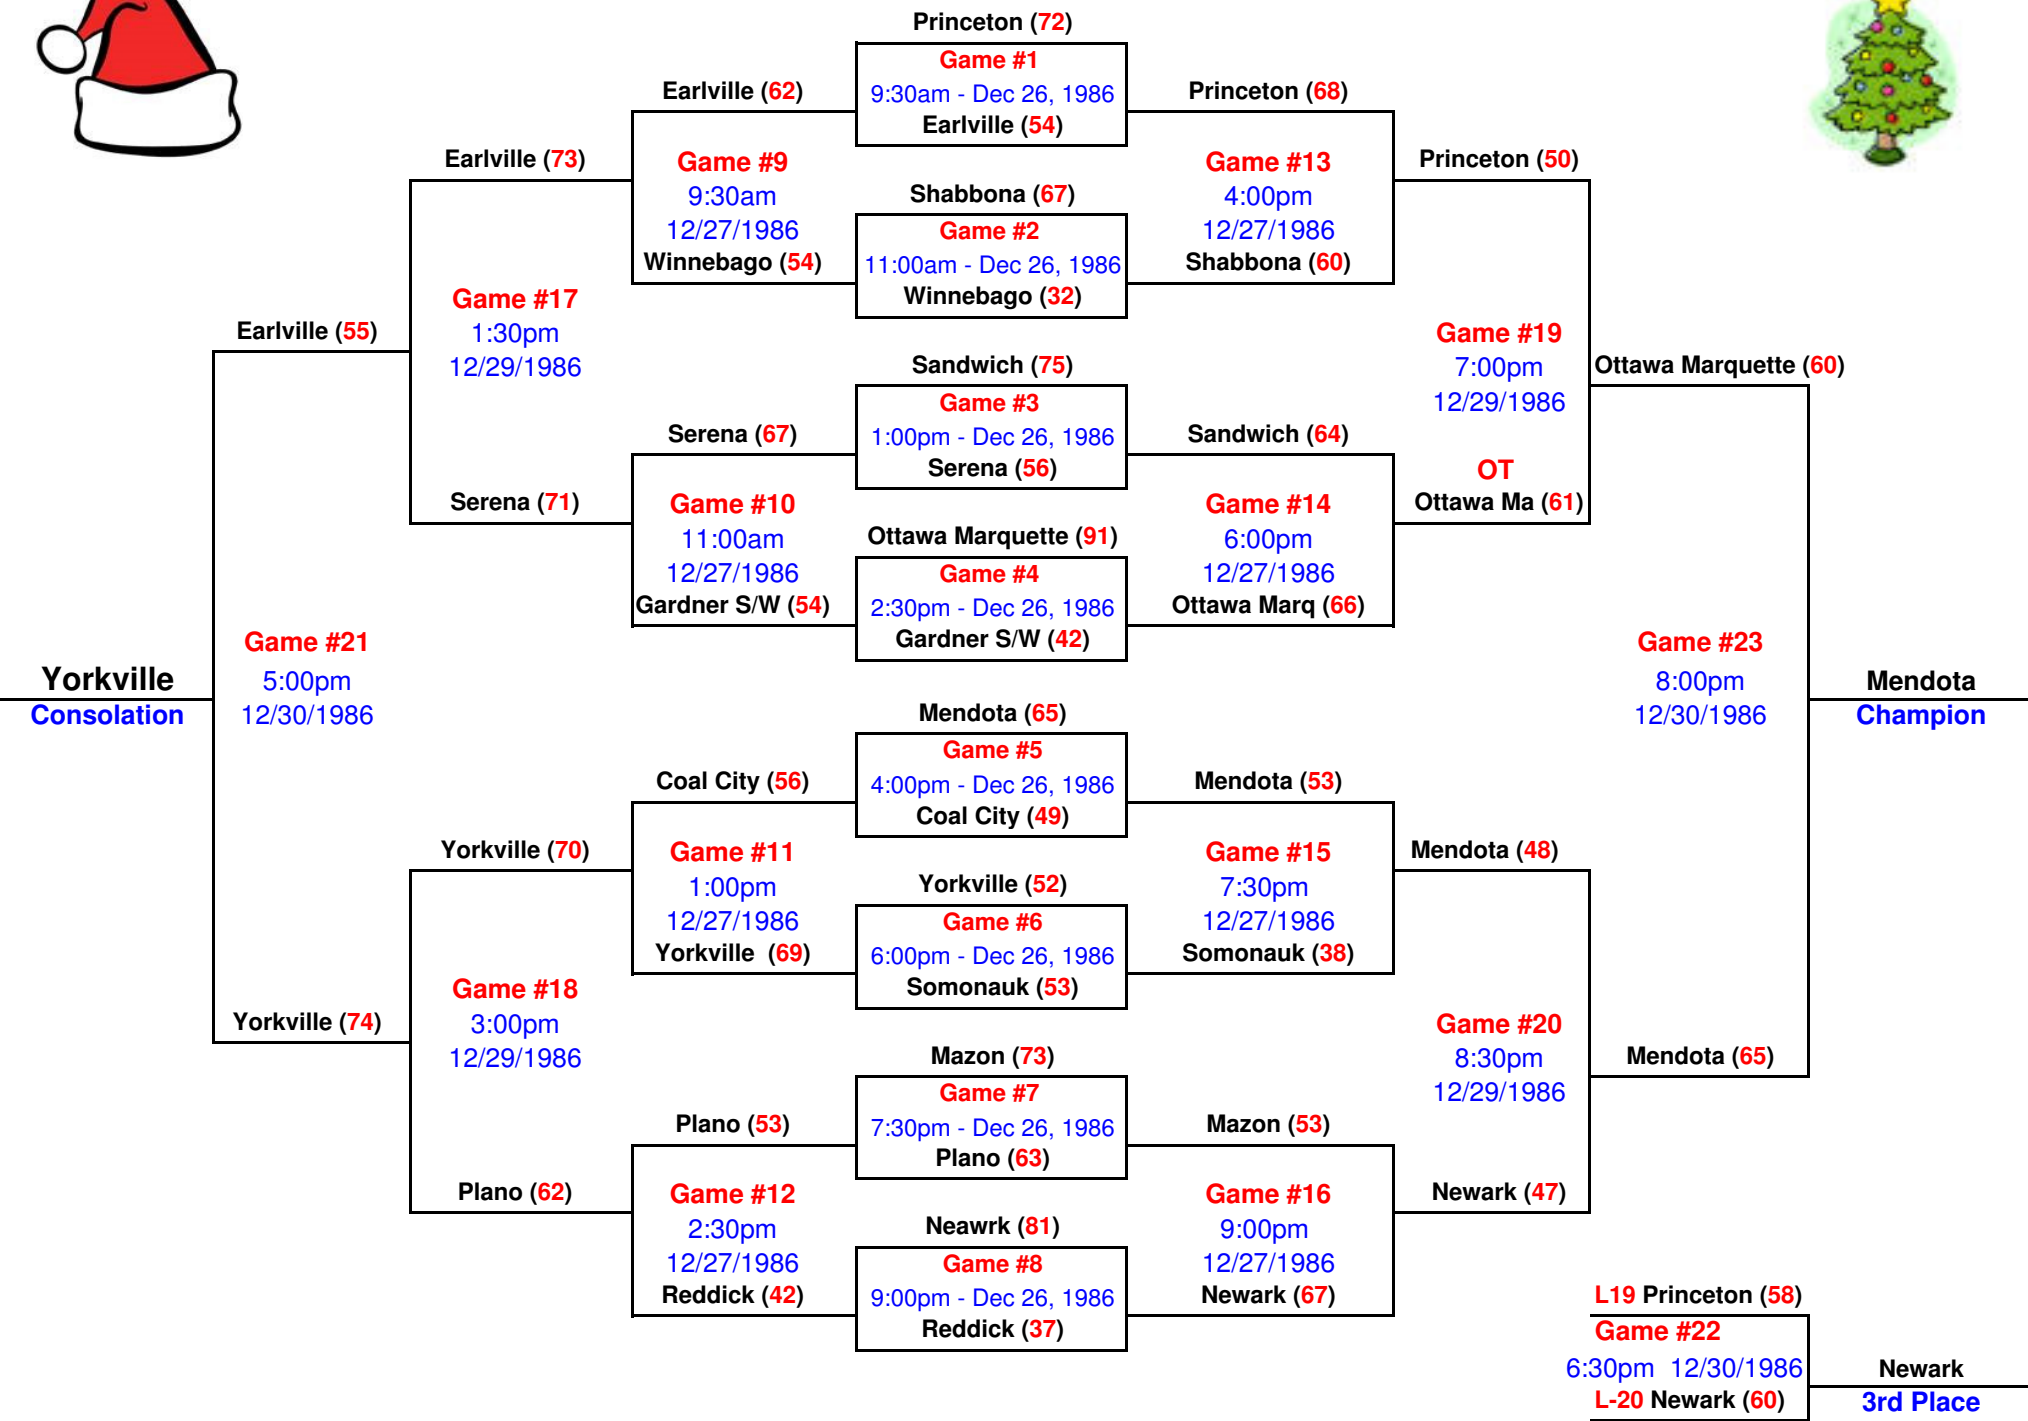 Princeton (72)
Game #1
9:30am - Dec 26, 1986
Earlville (54)
Shabbona (67)
Game #2
11:00am - Dec 26, 1986
Winnebago (32)
Sandwich (75)
Game #3
1:00pm - Dec 26, 1986
Serena (56)
Ottawa Marquette (91)
Game #4
2:30pm - Dec 26, 1986
Gardner S/W (42)
Mendota (65)
Game #5
4:00pm - Dec 26, 1986
Coal City (49)
Yorkville (52)
Game #6
6:00pm - Dec 26, 1986
Somonauk (53)
Mazon (73)
Game #7
7:30pm - Dec 26, 1986
Plano (63)
Neawrk (81)
Game #8
9:00pm - Dec 26, 1986
Reddick (37)
Earlville (62)
Game #9
9:30am
12/27/1986
Winnebago (54)
Serena (67)
Game #10
11:00am
12/27/1986
Gardner S/W (54)
Coal City (56)
Game #11
1:00pm
12/27/1986
Yorkville (69)
Plano (53)
Game #12
2:30pm
12/27/1986
Reddick (42)
Princeton (68)
Game #13
4:00pm
12/27/1986
Shabbona (60)
Sandwich (64)
Game #14
6:00pm
12/27/1986
Ottawa Marq (66)
Mendota (53)
Game #15
7:30pm
12/27/1986
Somonauk (38)
Mazon (53)
Game #16
9:00pm
12/27/1986
Newark (67)
Earlville (73)
Game #17
1:30pm
12/29/1986
Serena (71)
Yorkville (70)
Game #18
3:00pm
12/29/1986
Plano (62)
Princeton (50)
Game #19
7:00pm
12/29/1986
OT
Ottawa Ma (61)
Mendota (48)
Game #20
8:30pm
12/29/1986
Newark (47)
Earlville (55)
Game #21
5:00pm
12/30/1986
Yorkville (74)
Yorkville
Consolation
Ottawa Marquette (60)
Game #23
8:00pm
12/30/1986
Mendota (65)
Mendota
Champion
L19 Princeton (58)
Game #22
6:30pm 12/30/1986
L-20 Newark (60)
Newark
3rd Place